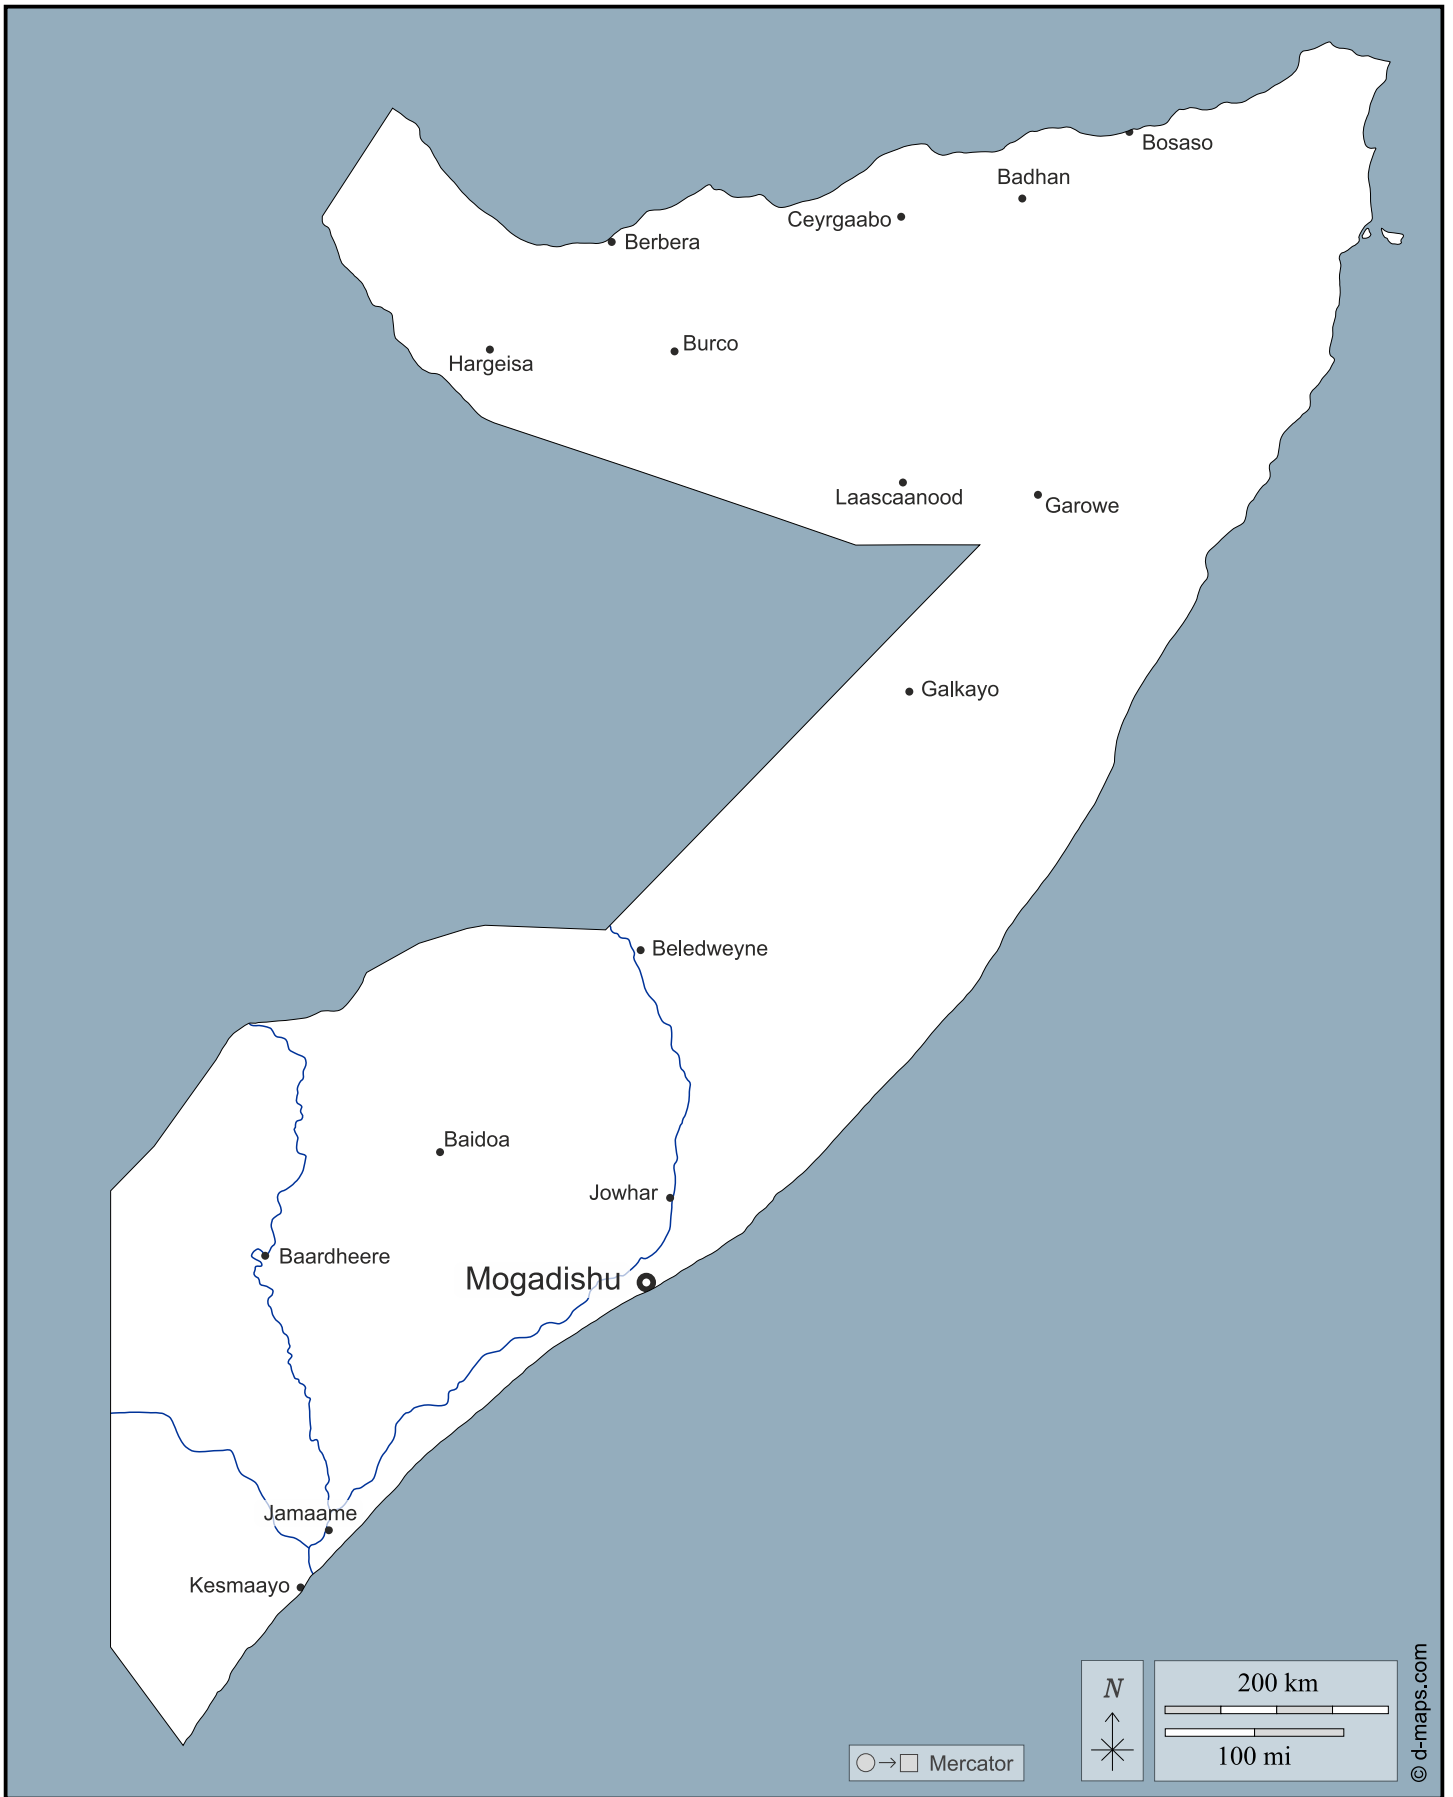 Bosaso
Badhan
Ceyrgaabo
Berbera
Burco
Hargeisa
Laascaanood
Garowe
Galkayo
Beledweyne
Baidoa
Jowhar
Baardheere
Mogadishu
Jamaame
Kesmaayo
N
200 km
100 mi
Mercator
© d-maps.com